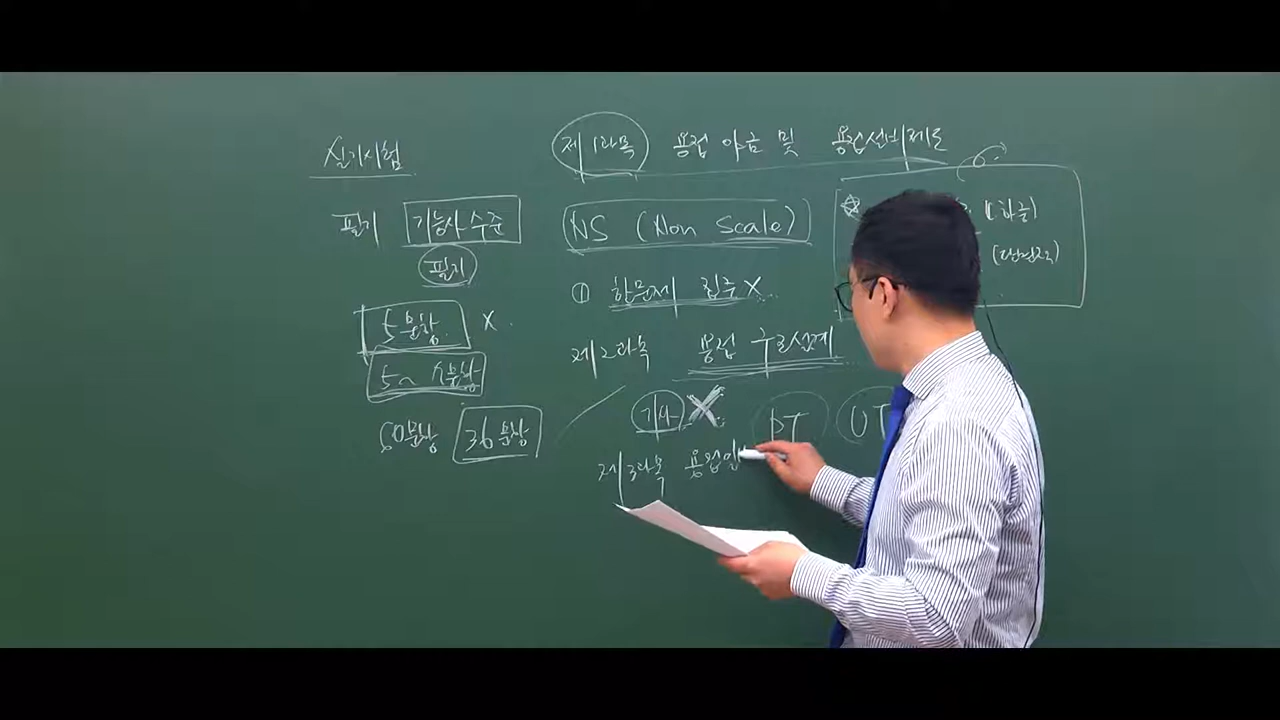 실기시험
필기 기능사 수준
필기
5문항 X
5~ 문항
60문항 36문항
제1과목 용접 야금 및 용접설비제도
NS (Non Scale)
① 한문제 집중 X
제2과목 용접 구조설계
기사 X PT UT
제3과목 용접일